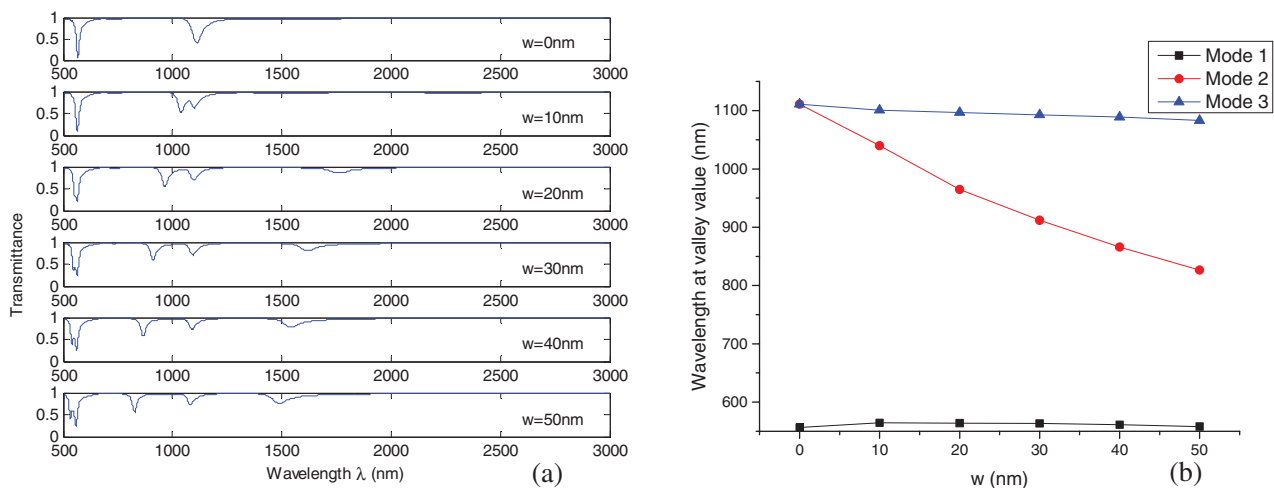 Transmittance
1
0.5
0
500 1000 1500 2000 2500 3000
w=0nm
1
0.5
0
500 1000 1500 2000 2500 3000
w=10nm
1
0.5
0
500 1000 1500 2000 2500 3000
w=20nm
1
0.5
0
500 1000 1500 2000 2500 3000
w=30nm
1
0.5
0
500 1000 1500 2000 2500 3000
w=40nm
1
0.5
0
500 1000 1500 2000 2500 3000
w=50nm
Wavelength λ (nm)
(a)
Mode 1
Mode 2
Mode 3
Wavelength at valley value (nm)
1100
1000
900
800
700
600
0 10 20 30 40 50
w (nm)
(b)